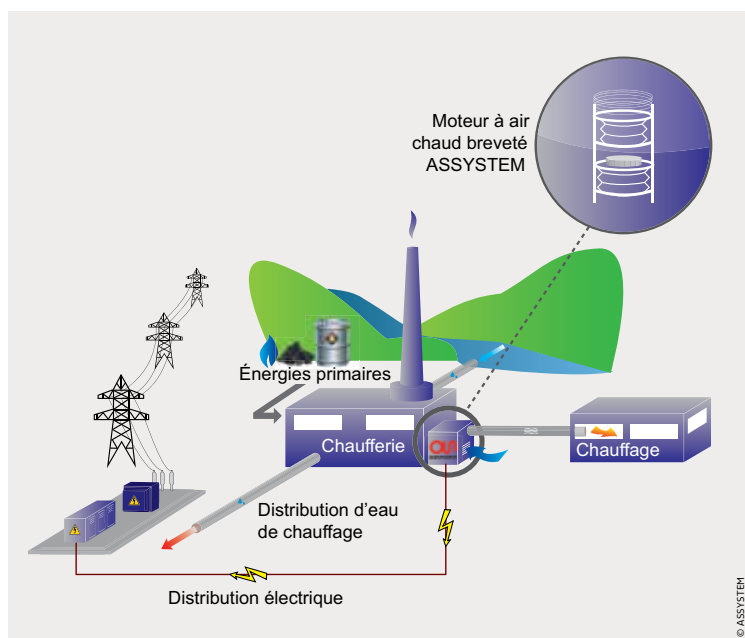 Moteur à air
chaud breveté
ASSYSTEM
Énergies primaires
Chaufferie
Chauffage
Distribution d’eau
de chauffage
Distribution électrique
© ASSYSTEM